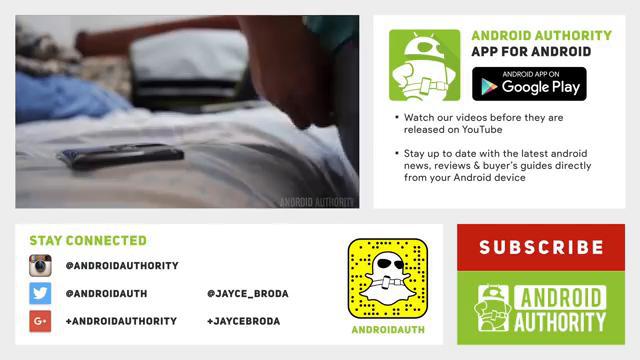 ANDROID AUTHORITY
ANDROID AUTHORITY
APP FOR ANDROID
ANDROID APP ON
Google Play
Watch our videos before they are
released on YouTube
Stay up to date with the latest android
news, reviews & buyer's guides directly
from your Android device
STAY CONNECTED
@ANDROIDAUTHORITY
@ANDROIDAUTH @JAYCE_BRODA
G+ +ANDROIDAUTHORITY +JAYCEBRODA
ANDROIDAUTH
SUBSCRIBE
ANDROID
AUTHORITY